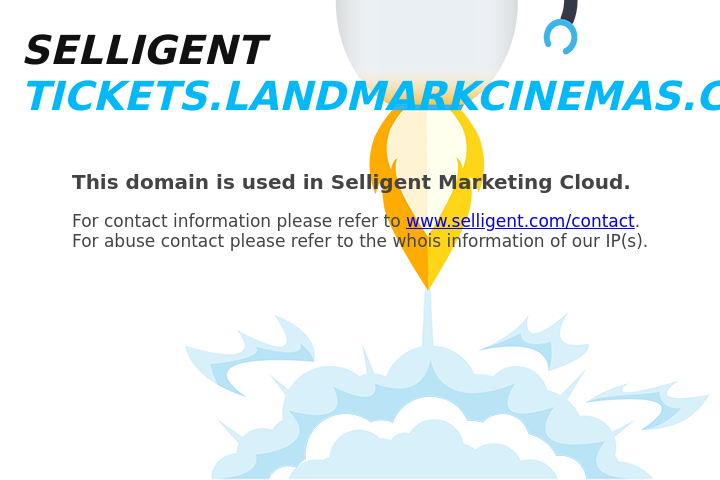 SELLIGENT
TICKETS.LANDMARKCINEMAS.C
This domain is used in Selligent Marketing Cloud.
For contact information please refer to www.selligent.com/contact.
For abuse contact please refer to the whois information of our IP(s).